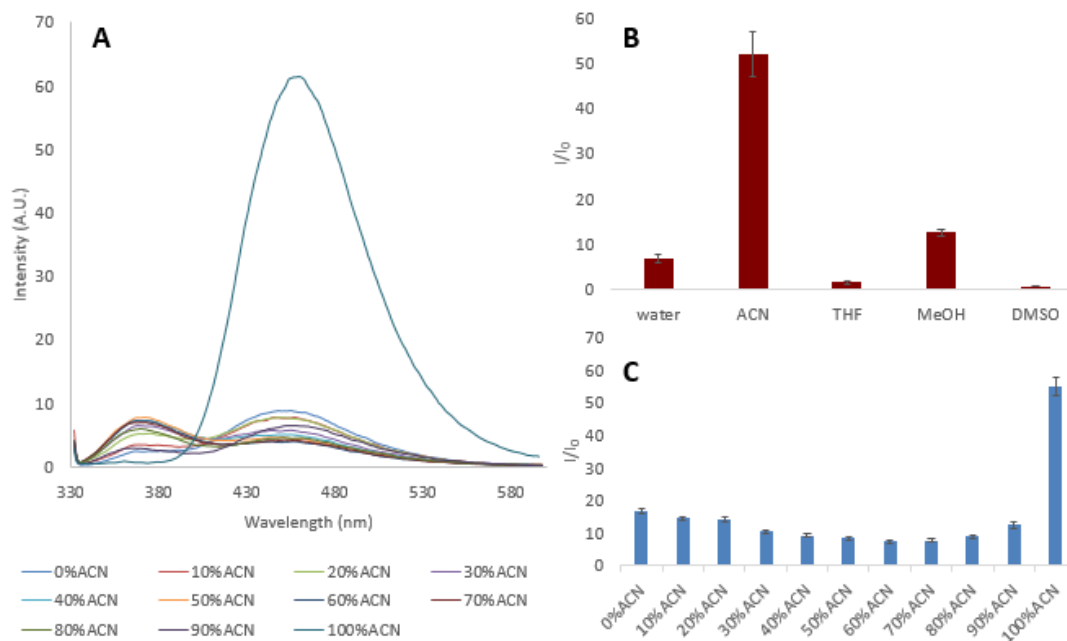 A
70
60
50
40
30
20
10
0
Intensity (A.U.)
330 380 430 480 530 580
Wavelength (nm)
0%ACN 10%ACN 20%ACN 30%ACN
40%ACN 50%ACN 60%ACN 70%ACN
80%ACN 90%ACN 100%ACN
B
60
50
40
30
20
10
0
I/I₀
water ACN THF MeOH DMSO
C
70
60
50
40
30
20
10
0
I/I₀
0%ACN 10%ACN 20%ACN 30%ACN 40%ACN 50%ACN 60%ACN 70%ACN 80%ACN 90%ACN 100%ACN